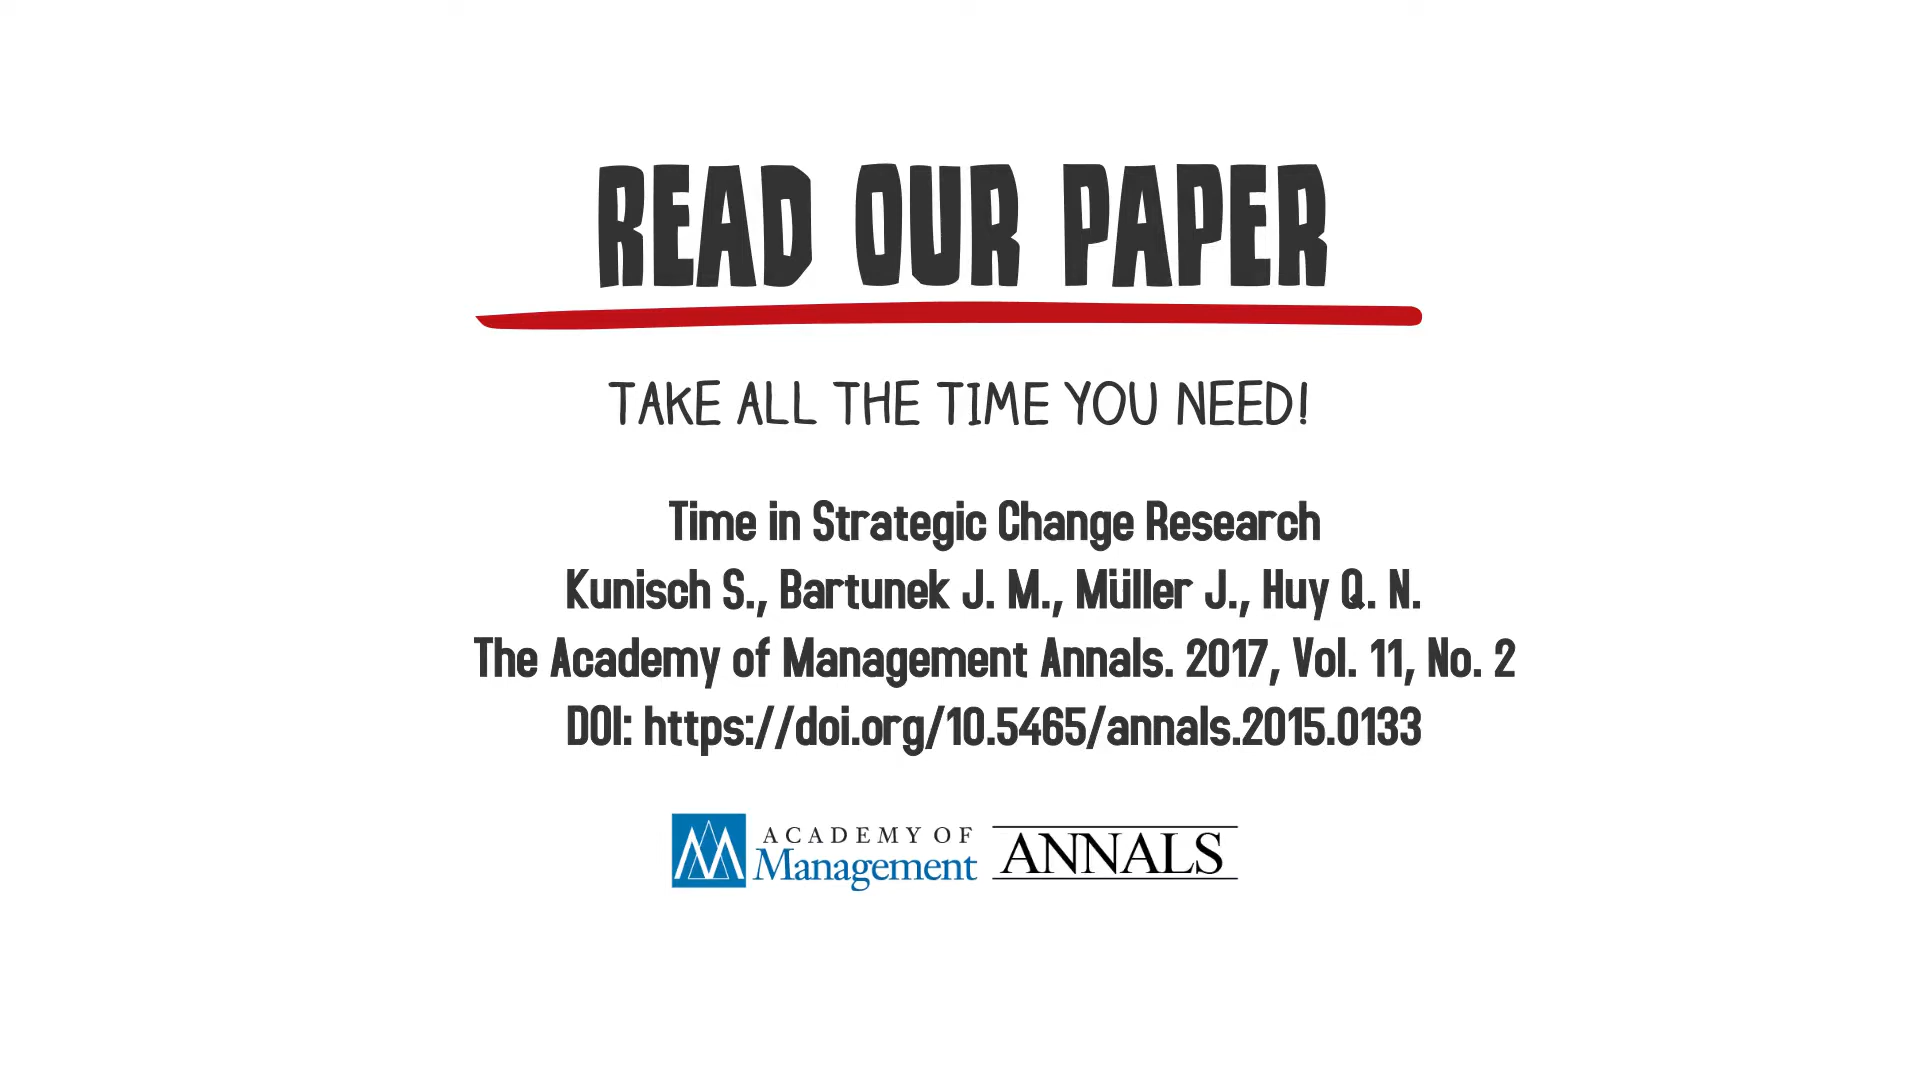 READ OUR PAPER
TAKE ALL THE TIME YOU NEED!
Time in Strategic Change Research
Kunisch S., Bartunek J. M., Müller J., Huy Q. N.
The Academy of Management Annals. 2017, Vol. 11, No. 2
DOI: https://doi.org/10.5465/annals.2015.0133
ACADEMY OF
Management ANNALS